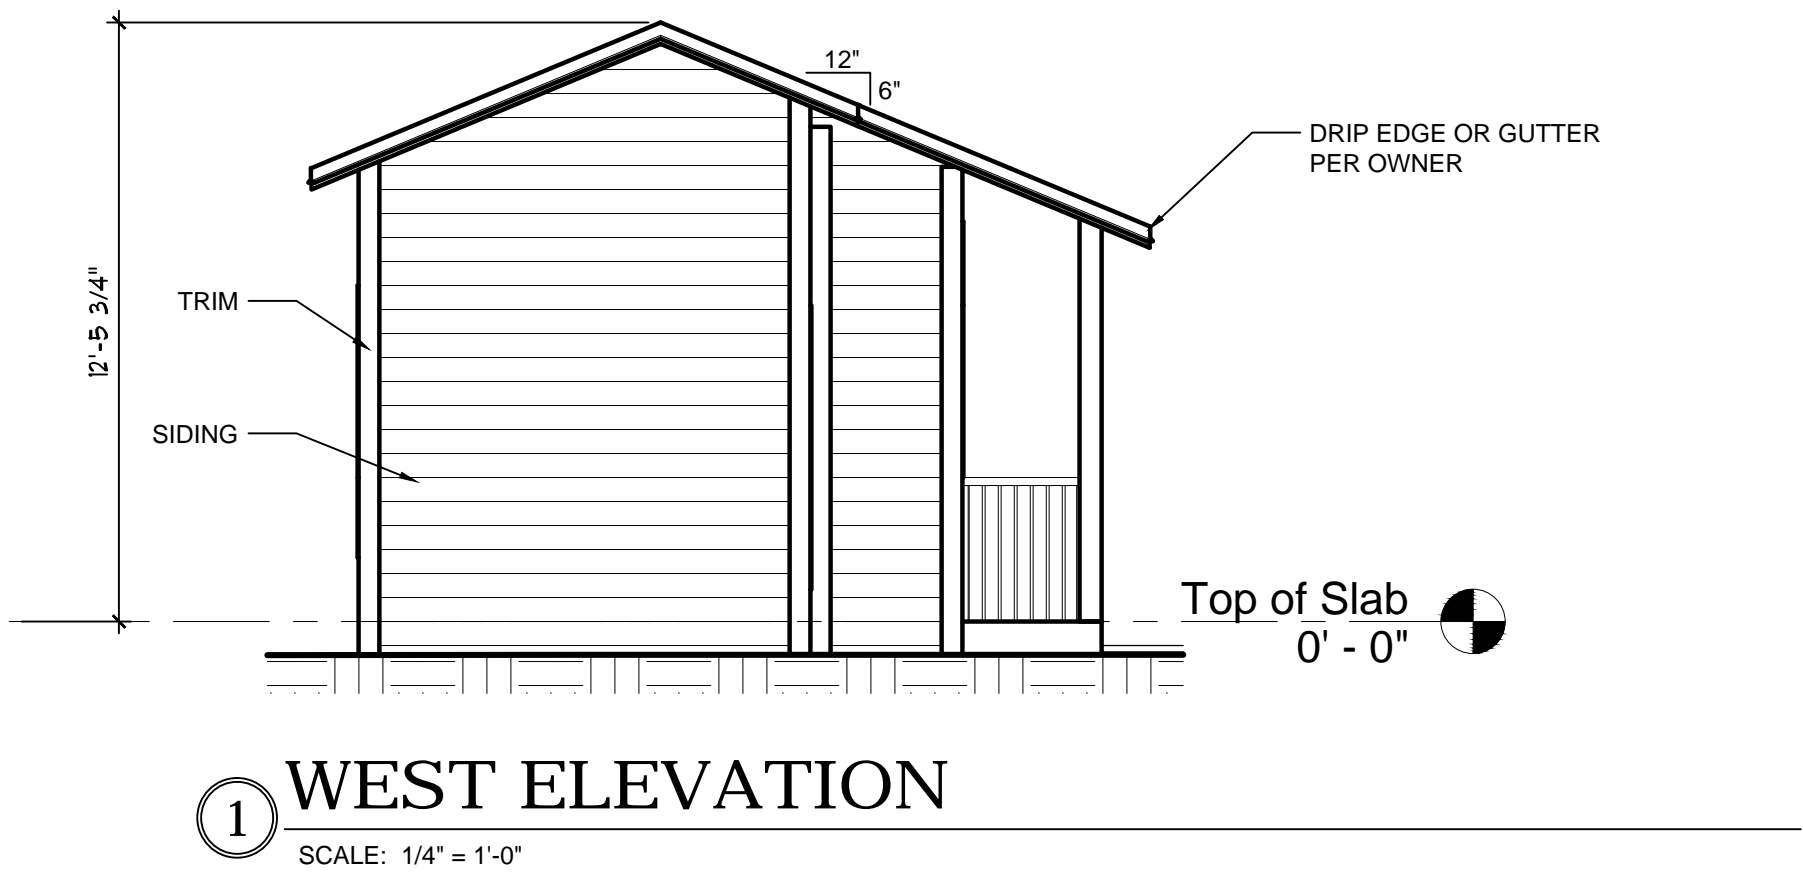 12"
6"
DRIP EDGE OR GUTTER
PER OWNER
12'-5 3/4"
TRIM
SIDING
Top of Slab
0' - 0"
1
WEST ELEVATION
SCALE: 1/4" = 1'-0"